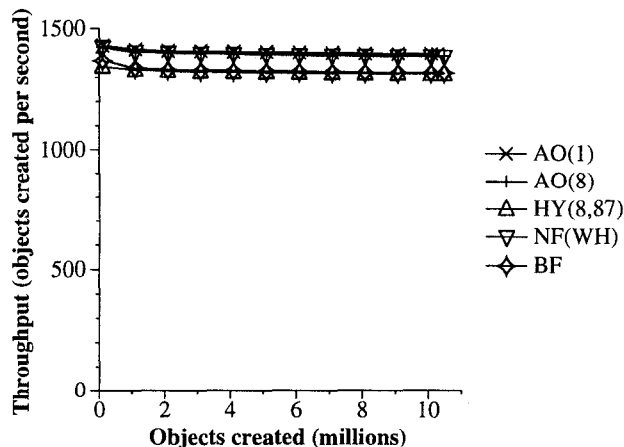 Throughput (objects created per second)
1500
1000
500
0
0
2
4
6
8
10
Objects created (millions)
AO(1)
AO(8)
HY(8,87)
NF(WH)
BF